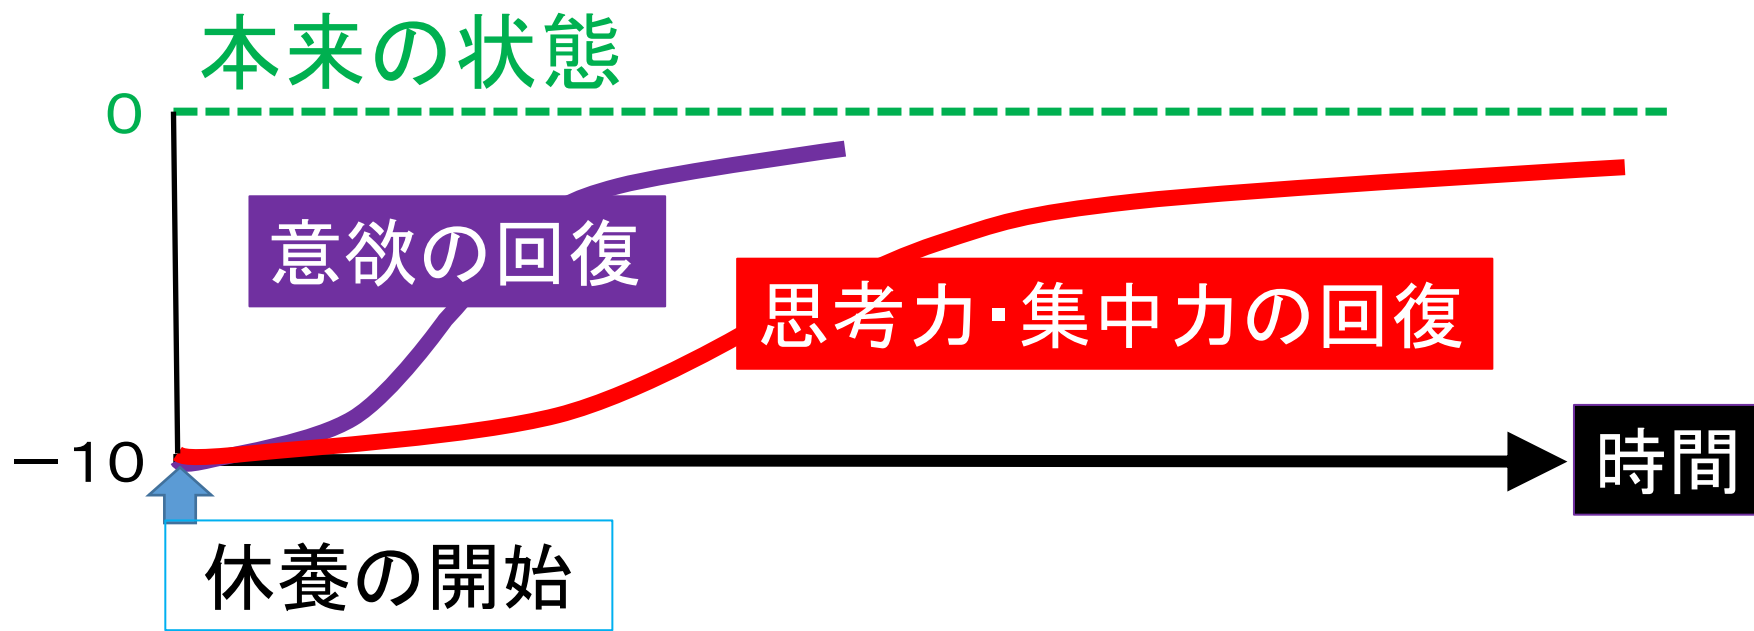 本来の状態
0
意欲の回復
思考力・集中力の回復
−10
時間
休養の開始